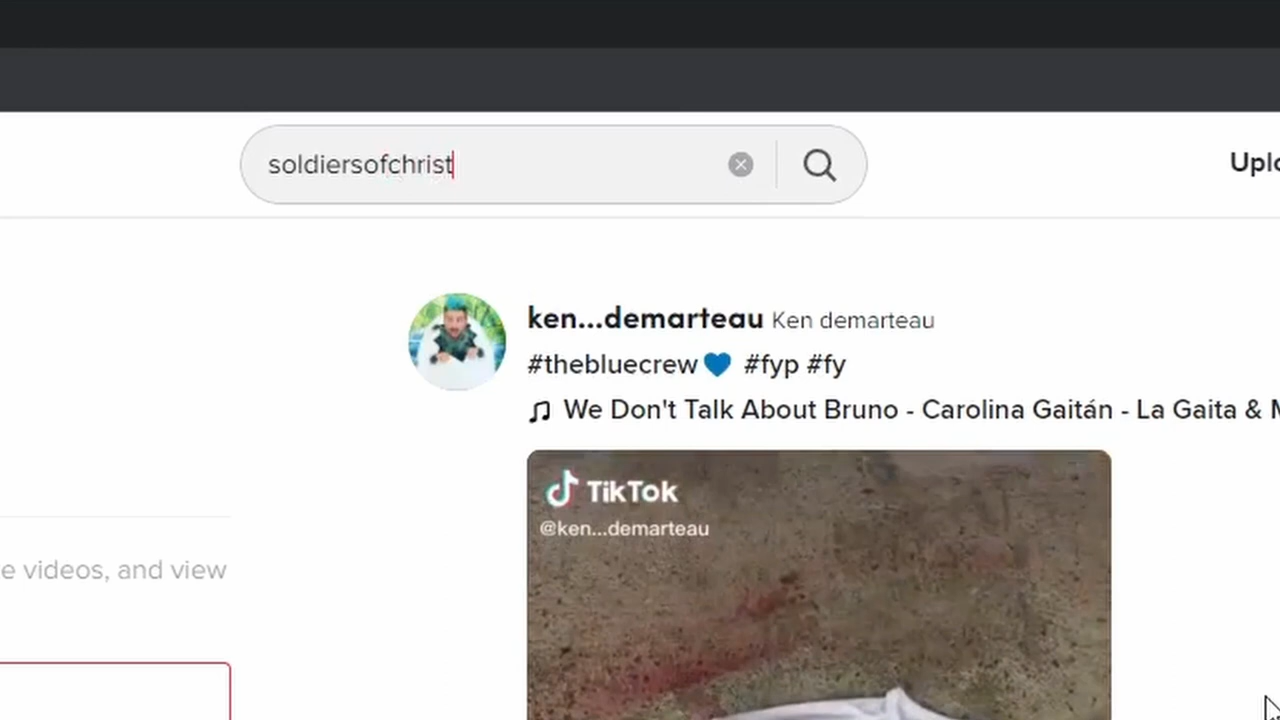 soldiersofchrist
Uplo
ken...demarteau Ken demarteau
#thebluecrew💙 #fyp #fy
We Don't Talk About Bruno - Carolina Gaitán - La Gaita & M
TikTok
@ken...demarteau
e videos, and view